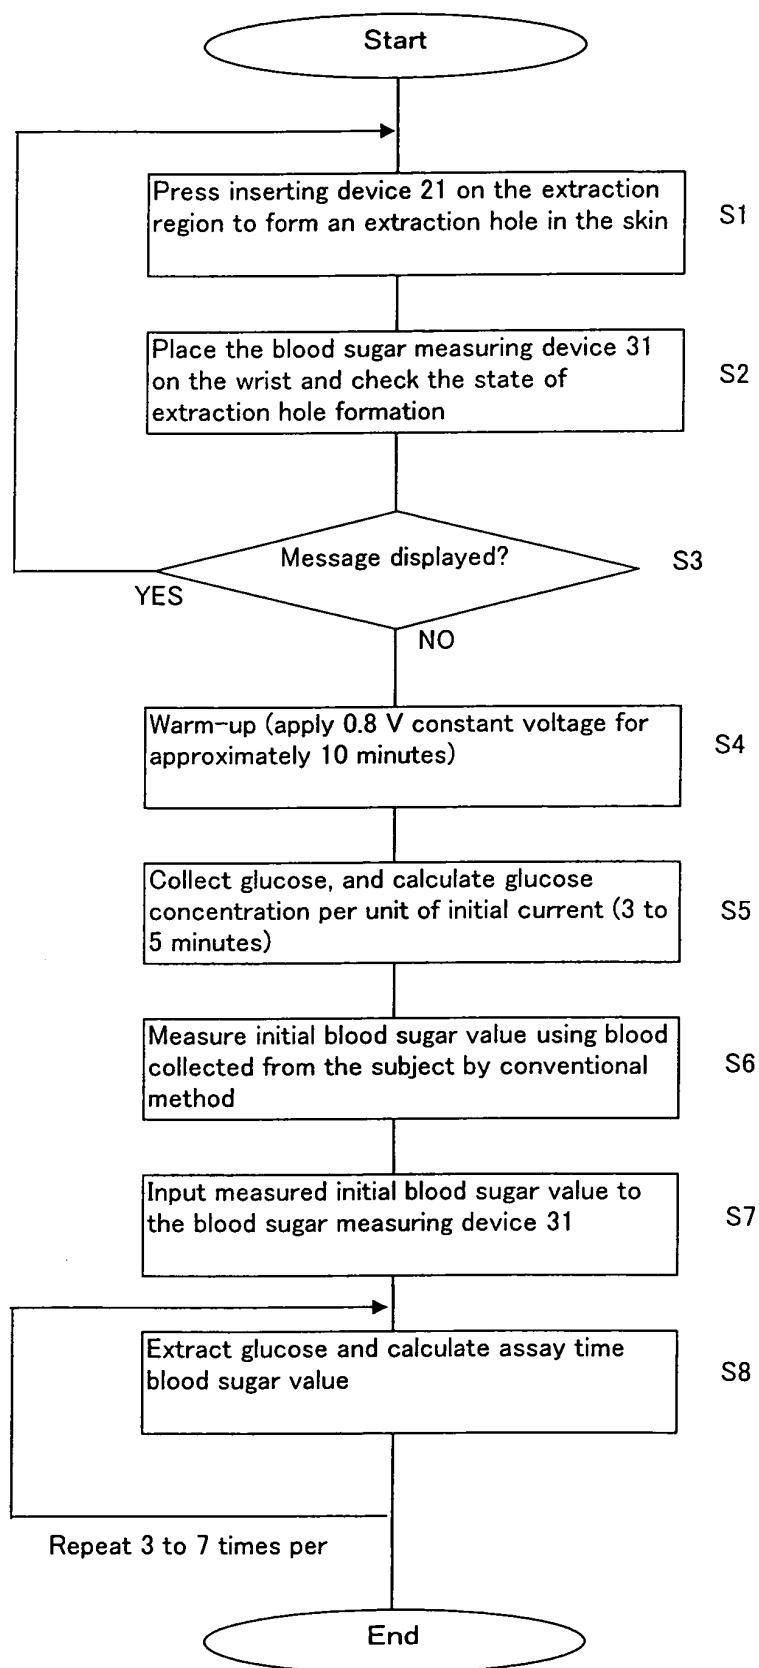 Start
Press inserting device 21 on the extraction
region to form an extraction hole in the skin
S1
Place the blood sugar measuring device 31
on the wrist and check the state of
extraction hole formation
S2
Message displayed?
S3
YES
NO
Warm-up (apply 0.8 V constant voltage for
approximately 10 minutes)
S4
Collect glucose, and calculate glucose
concentration per unit of initial current (3 to
5 minutes)
S5
Measure initial blood sugar value using blood
collected from the subject by conventional
method
S6
Input measured initial blood sugar value to
the blood sugar measuring device 31
S7
Extract glucose and calculate assay time
blood sugar value
S8
Repeat 3 to 7 times per
End